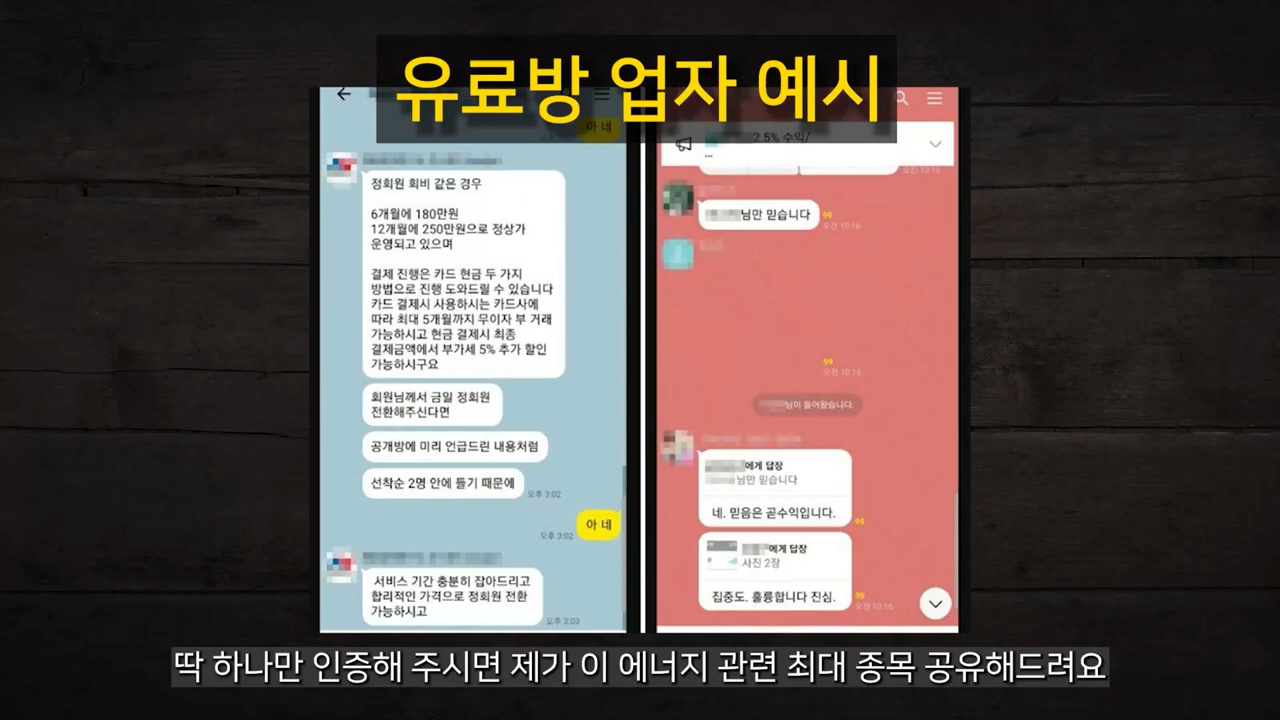 유료방 업자 예시
아 네
정회원 회비 같은 경우
6개월에 180만원
12개월에 250만원으로 정상가
운영되고 있으며
결제 진행은 카드 현금 두 가지
방법으로 진행 도와드릴 수 있습니다
카드 결제시 사용하시는 카드사에
따라 최대 5개월까지 무이자 부 거래
가능하시고 현금 결제시 최종
결제금액에서 부가세 5% 추가 할인
가능하시구요
회원님께서 금일 정회원
전환해주신다면
공개방에 미리 언급드린 내용처럼
선착순 2명 안에 들기 때문에
오후 3:02
아 네
오후 3:02
서비스 기간 충분히 잡아드리고
합리적인 가격으로 정회원 전환
가능하시고
오후 3:03
2.5% 수익/
...
오전 10:16
님만 믿습니다
99
오전 10:16
99
오전 10:16
님이 들어왔습니다.
에게 답장
님만 믿습니다
네. 믿음은 곧수익입니다.
99
에게 답장
사진 2장
집중도. 훌륭합니다 진심.
99
오전 10:16
딱 하나만 인증해 주시면 제가 이 에너지 관련 최대 종목 공유해드려요